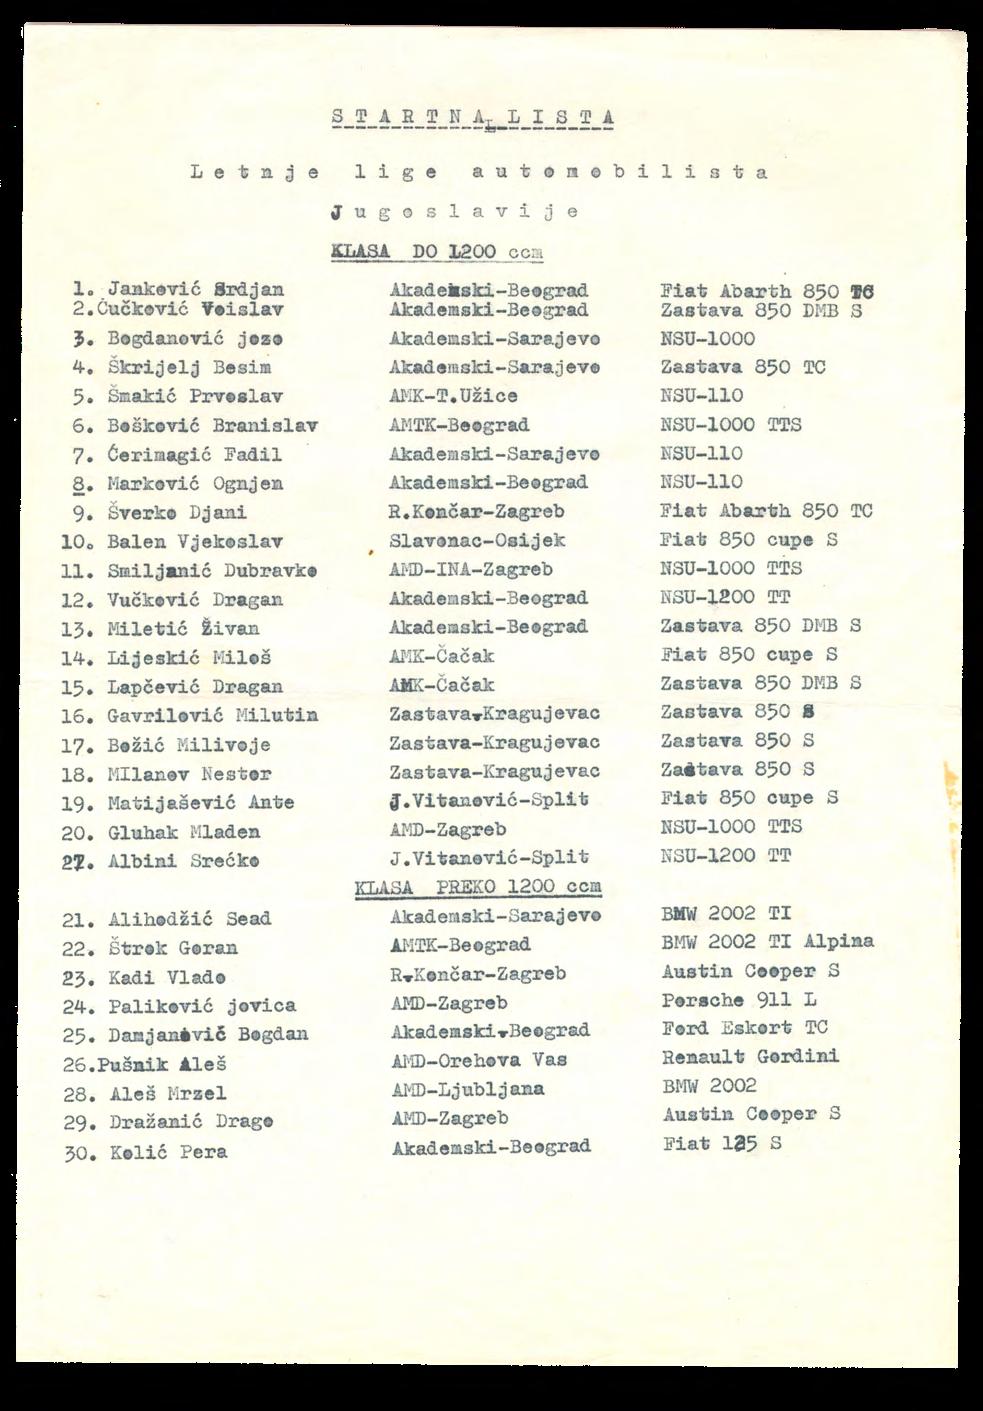 STARTNA LISTA
Letnje lige automobilista
Jugoslavije
KLASA DO 1200 ccm
1. Janković Srdjan Akademski-Beograd Fiat Abarth 850 TC
2.Čučković Voislav Akademski-Beograd Zastava 850 DMB S
3. Bogdanović jozo Akademski-Sarajevo NSU-1000
4. Škrijelj Besim Akademski-Sarajevo Zastava 850 TC
5. Šmakić Prvoslav AMK-T.Užice NSU-110
6. Bošković Branislav AMTK-Beograd NSU-1000 TTS
7. Ćerimagić Fadil Akademski-Sarajevo NSU-110
8. Marković Ognjen Akademski-Beograd NSU-110
9. Šverko Djani R.Končar-Zagreb Fiat Abarth 850 TC
10. Balen Vjekoslav Slavonac-Osijek Fiat 850 cupe S
11. Smiljanić Dubravko AMD-INA-Zagreb NSU-1000 TTS
12. Vučković Dragan Akademski-Beograd NSU-1200 TT
13. Miletić Živan Akademski-Beograd Zastava 850 DMB S
14. Lijeskić Miloš AMK-Čačak Fiat 850 cupe S
15. Lapčević Dragan AMK-Čačak Zastava 850 DMB S
16. Gavrilović Milutin Zastava-Kragujevac Zastava 850 S
17. Božić Milivoje Zastava-Kragujevac Zastava 850 S
18. MIlanov Nestor Zastava-Kragujevac Zastava 850 S
19. Matijašević Ante J.Vitanović-Split Fiat 850 cupe S
20. Gluhak Mladen AMD-Zagreb NSU-1000 TTS
27. Albini Srećko J.Vitanović-Split NSU-1200 TT
KLASA PREKO 1200 ccm
21. Alihodžić Sead Akademski-Sarajevo BMW 2002 TI
22. Štrok Goran AMTK-Beograd BMW 2002 TI Alpina
23. Kadi Vlado R.Končar-Zagreb Austin Cooper S
24. Paliković jovica AMD-Zagreb Porsche 911 L
25. Damjanović Bogdan Akademski-Beograd Ford Eskort TC
26.Pušnik Aleš AMD-Orehova Vas Renault Gordini
28. Aleš Mrzel AMD-Ljubljana BMW 2002
29. Dražanić Drago AMD-Zagreb Austin Cooper S
30. Kolić Pera Akademski-Beograd Fiat 125 S